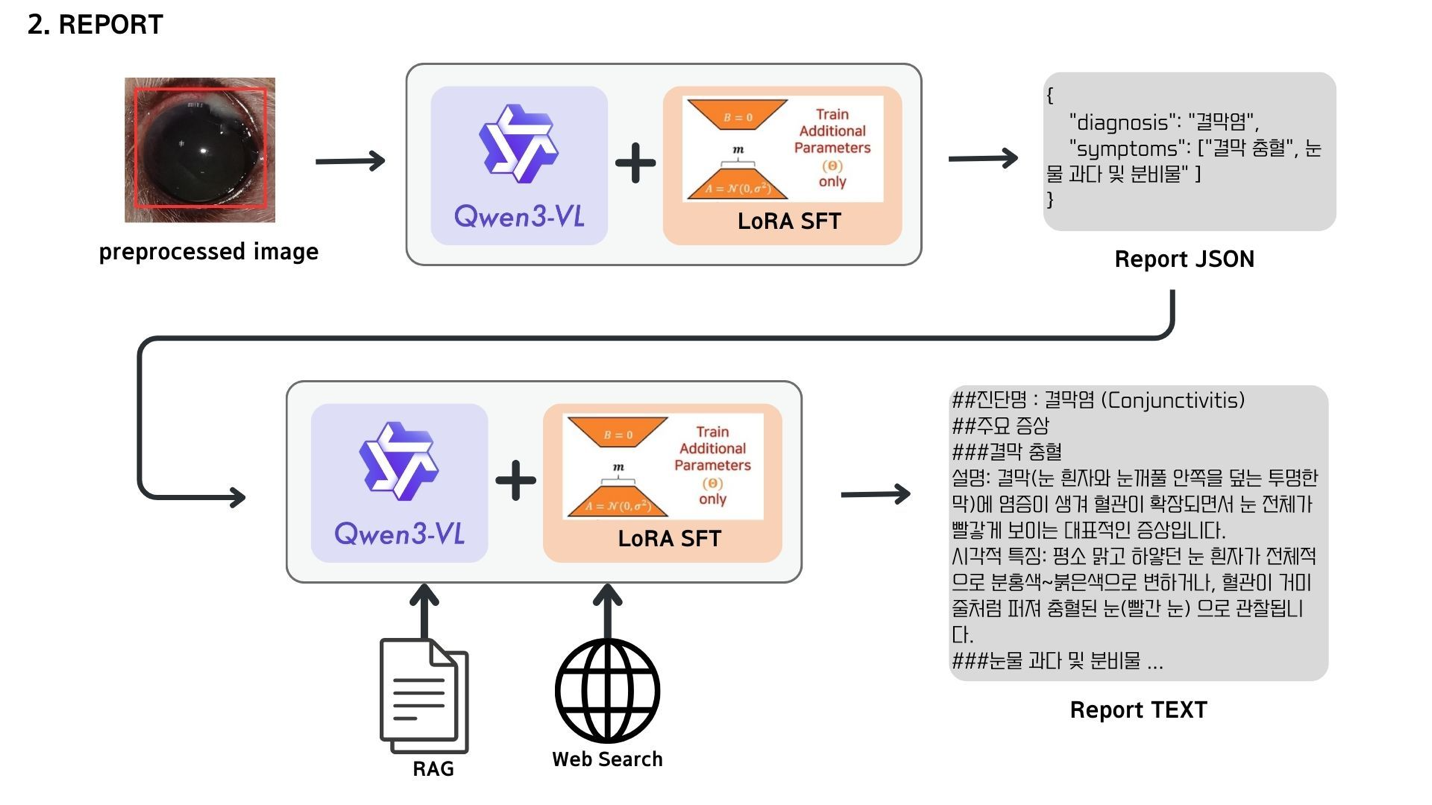 2. REPORT
preprocessed image
Qwen3-VL
B = 0
m
A = N(0, σ²)
Train
Additional
Parameters
(Θ)
only
LoRA SFT
{
"diagnosis": "결막염",
"symptoms": ["결막 충혈", 눈
물 과다 및 분비물" ]
}
Report JSON
Qwen3-VL
B = 0
m
A = N(0, σ²)
Train
Additional
Parameters
(Θ)
only
LoRA SFT
RAG
Web Search
##진단명 : 결막염 (Conjunctivitis)
##주요 증상
###결막 충혈
설명: 결막(눈 흰자와 눈꺼풀 안쪽을 덮는 투명한
막)에 염증이 생겨 혈관이 확장되면서 눈 전체가
빨갛게 보이는 대표적인 증상입니다.
시각적 특징: 평소 맑고 하얗던 눈 흰자가 전체적
으로 분홍색~붉은색으로 변하거나, 혈관이 거미
줄처럼 퍼져 충혈된 눈(빨간 눈) 으로 관찰됩니
다.
###눈물 과다 및 분비물 ...
Report TEXT